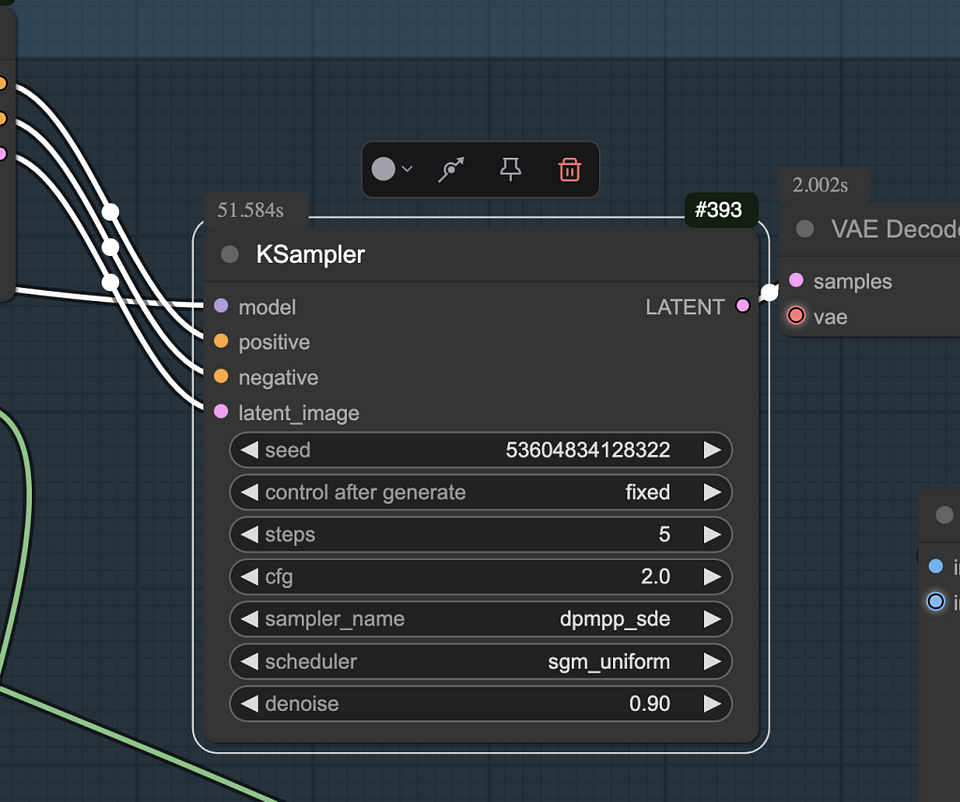 51.584s
#393
KSampler
model
LATENT
positive
negative
latent_image
seed 53604834128322
control after generate fixed
steps 5
cfg 2.0
sampler_name dpmpp_sde
scheduler sgm_uniform
denoise 0.90
2.002s
VAE Decod
samples
vae